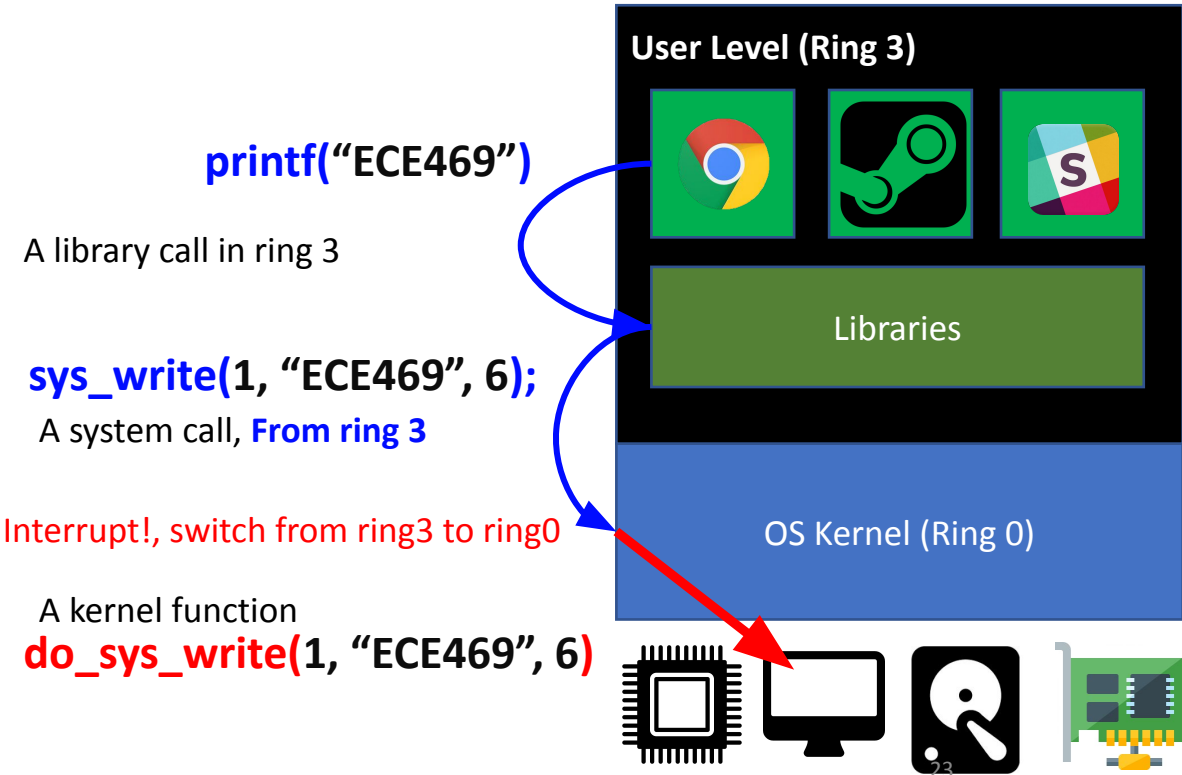 User Level (Ring 3)
printf(“ECE469”)
S
A library call in ring 3
Libraries
sys_write(1, “ECE469”, 6);
A system call, From ring 3
Interrupt!, switch from ring3 to ring0
OS Kernel (Ring 0)
A kernel function
do_sys_write(1, “ECE469”, 6)
23